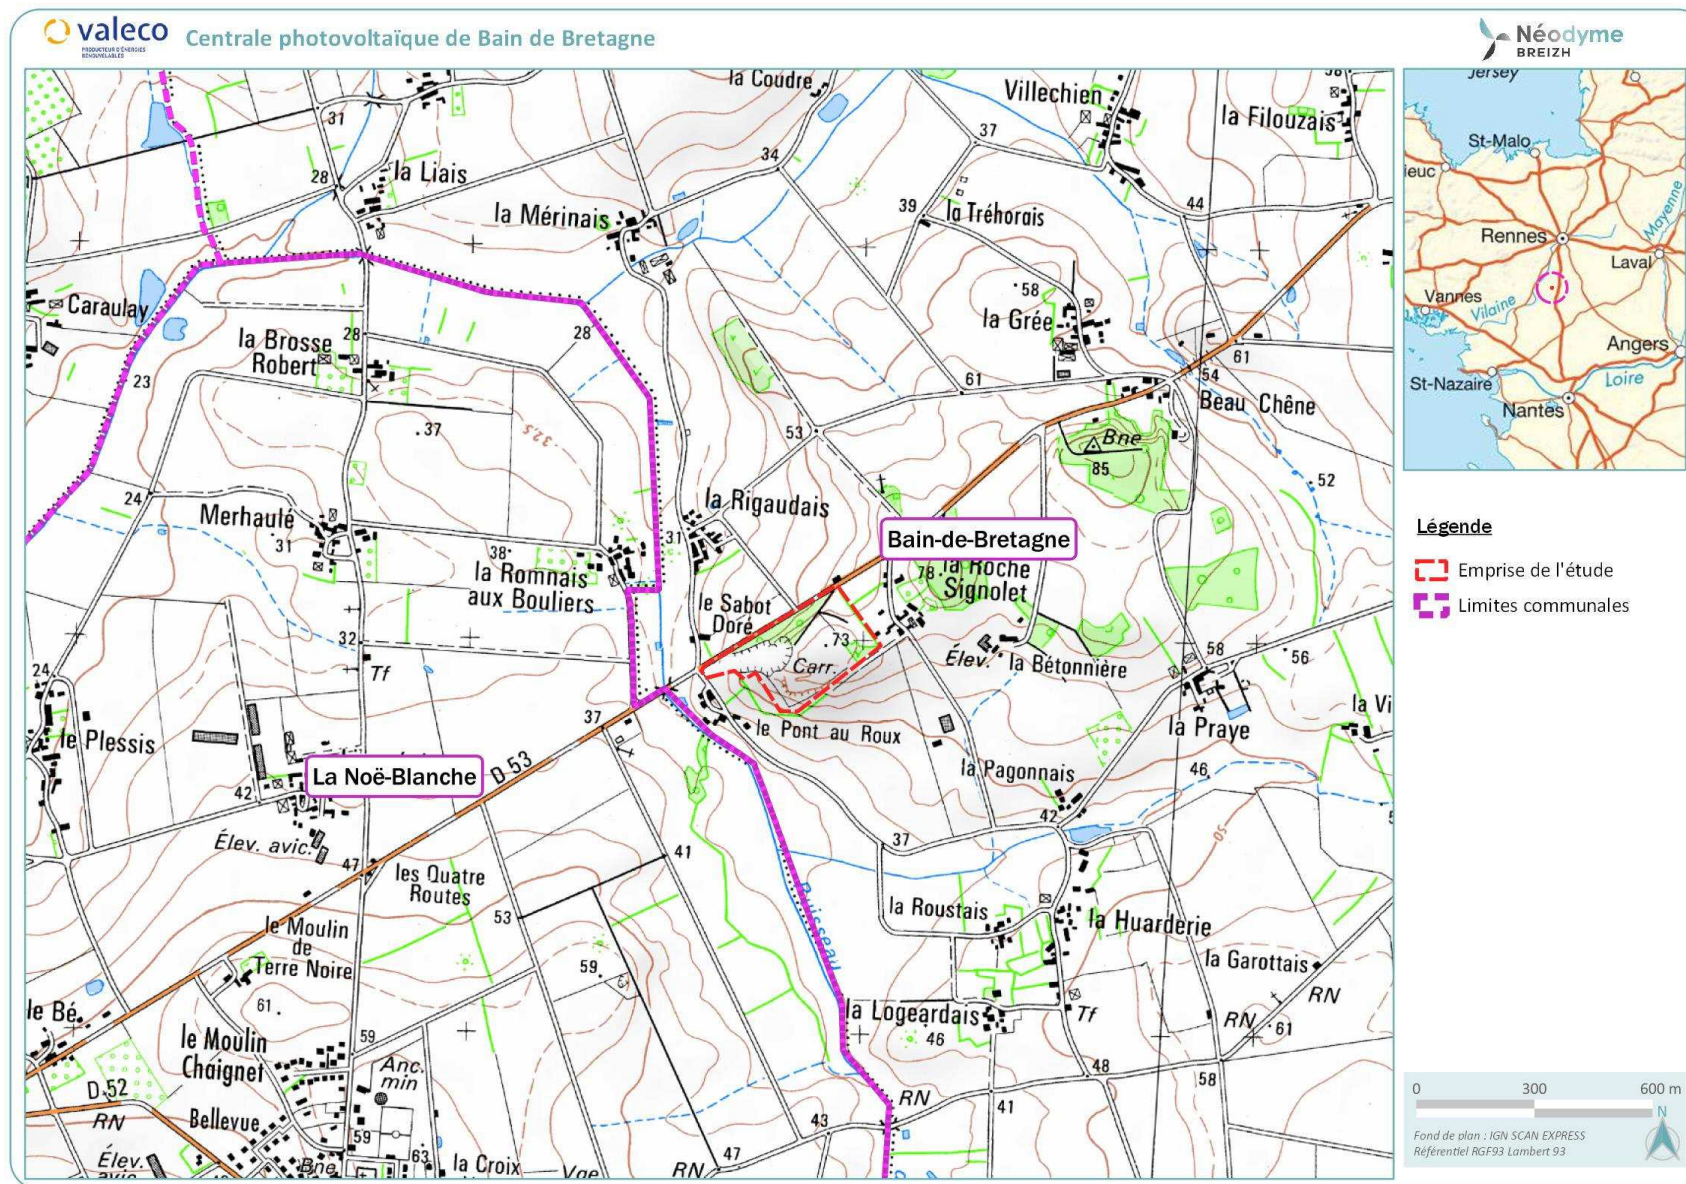 valeco
PRODUCTEUR D'ÉNERGIES
RENOUVELABLES
Centrale photovoltaïque de Bain de Bretagne
Néodyme
BREIZH
la Coudre
Villechien
la Filouzais
31
37
34
28
la Liais
la Mérinais
39
la Tréhorais
44
Caraulay
58
la Grée
la Brosse
Robert
28
28
23
61
61
54
Beau Chêne
37
32,5
53
Bne
85
52
24
Merhaulé
31
la Rigaudais
31
38
la Romnais
aux Bouliers
Bain-de-Bretagne
78
la Roche
Signolet
le Sabot
Doré
73
Carr.
Élev.
la Bétonnière
58
56
32
Tf
24
le Plessis
37
le Pont au Roux
la Praye
la Vi
La Noë-Blanche
D 53
la Pagonnais
46
42
42
Élev. avic.
47
37
50
41
les Quatre
Routes
53
Ruisseau
la Roustais
la Huarderie
le Moulin
de
Terre Noire
59
la Garottais
RN
61
le Bé
la Logeardais
46
Tf
RN
61
le Moulin
Chaignet
59
Anc.
min
48
58
D 52
RN
Bellevue
RN
41
43
59
63
Élev.
avic
Bne
la Croix
Vge
RN
47
Jersey
St-Malo
ieuc
Rennes
Mayenne
Laval
Vannes
Vilaine
Angers
St-Nazaire
Loire
Nantes
Légende
Emprise de l'étude
Limites communales
0 300 600 m
N
Fond de plan : IGN SCAN EXPRESS
Référentiel RGF93 Lambert 93